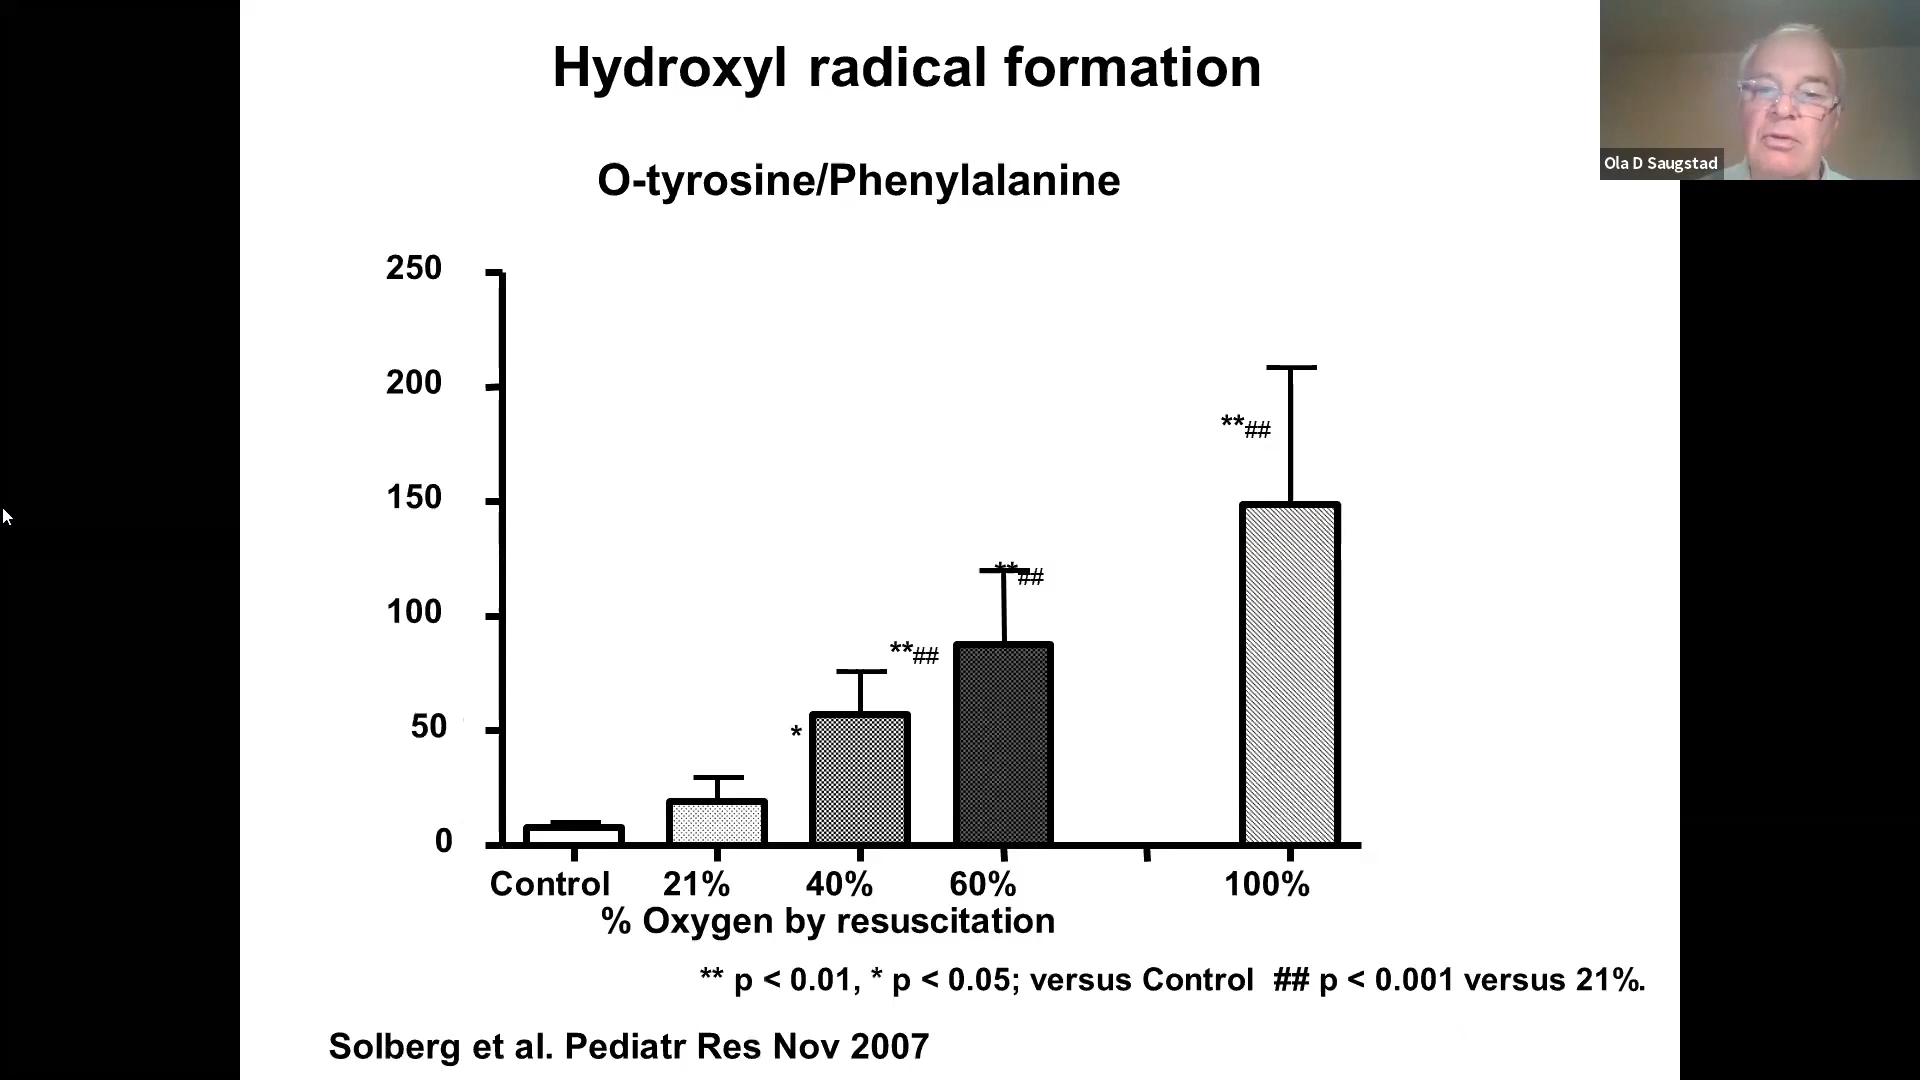 Hydroxyl radical formation
Ola D Saugstad
O-tyrosine/Phenylalanine
250
200
**##
150
**##
100
**##
50
*
0
Control 21% 40% 60% 100%
% Oxygen by resuscitation
** p < 0.01, * p < 0.05; versus Control ## p < 0.001 versus 21%.
Solberg et al. Pediatr Res Nov 2007